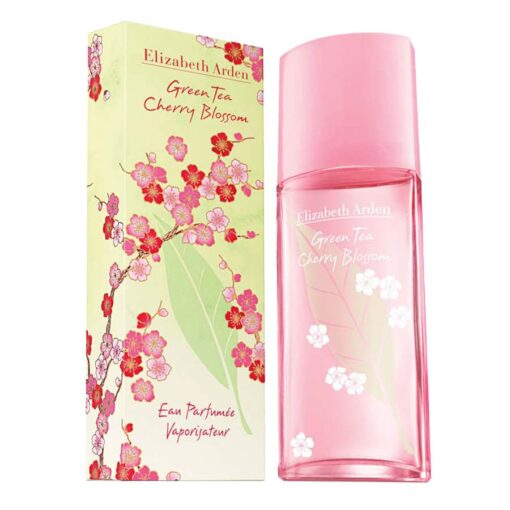 Elizabeth Arden
Green Tea
Cherry Blossom
Eau Parfumée
Vaporisateur
Elizabeth Arden
Green Tea
Cherry Blossom